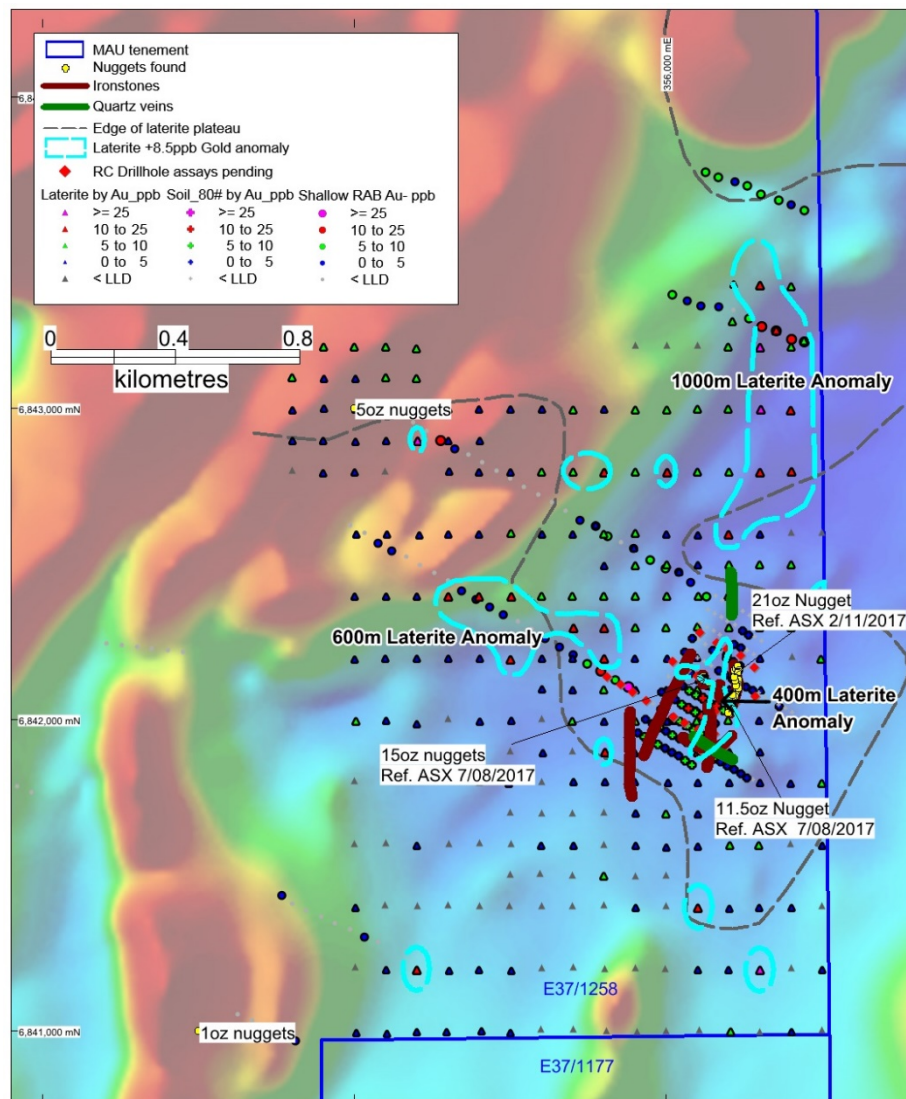 MAU tenement
Nuggets found
Ironstones
Quartz veins
Edge of laterite plateau
Laterite +8.5ppb Gold anomaly
RC Drillhole assays pending
Laterite by Au_ppb Soil_80# by Au_ppb Shallow RAB Au- ppb
>= 25 >= 25 >= 25
10 to 25 10 to 25 10 to 25
5 to 10 5 to 10 5 to 10
0 to 5 0 to 5 0 to 5
< LLD < LLD < LLD
0 0.4 0.8
kilometres
356,000 mE
1000m Laterite Anomaly
6,843,000 mN
5oz nuggets
21oz Nugget
Ref. ASX 2/11/2017
600m Laterite Anomaly
400m Laterite
Anomaly
6,842,000 mN
15oz nuggets
Ref. ASX 7/08/2017
11.5oz Nugget
Ref. ASX 7/08/2017
E37/1258
6,841,000 mN
1oz nuggets
E37/1177